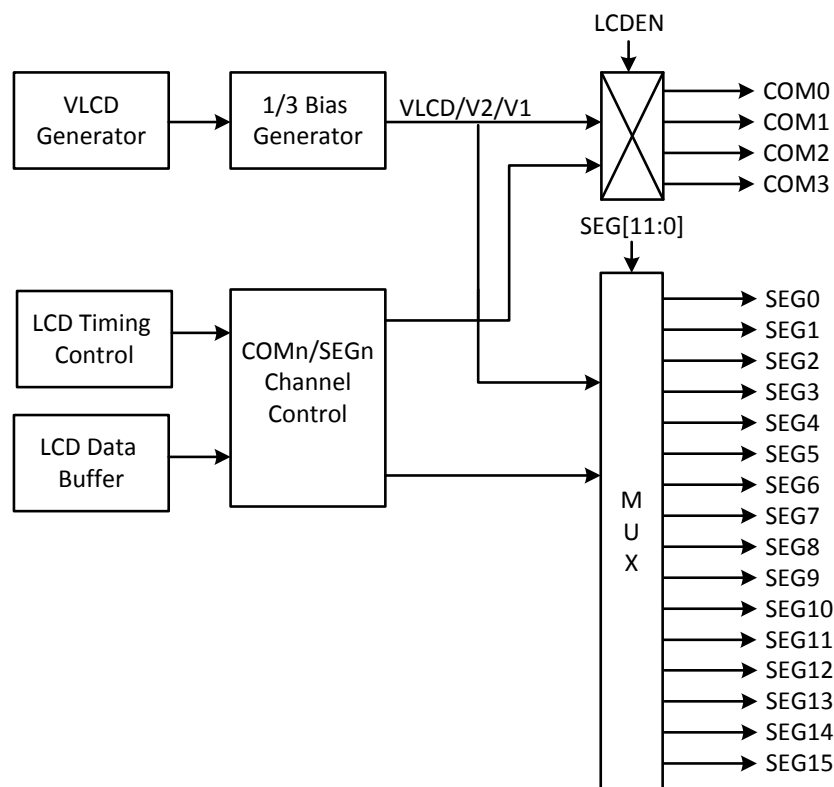 LCDEN
VLCD
Generator
1/3 Bias
Generator
VLCD/V2/V1
COM0
COM1
COM2
COM3
SEG[11:0]
LCD Timing
Control
LCD Data
Buffer
COMn/SEGn
Channel
Control
M
U
X
SEG0
SEG1
SEG2
SEG3
SEG4
SEG5
SEG6
SEG7
SEG8
SEG9
SEG10
SEG11
SEG12
SEG13
SEG14
SEG15